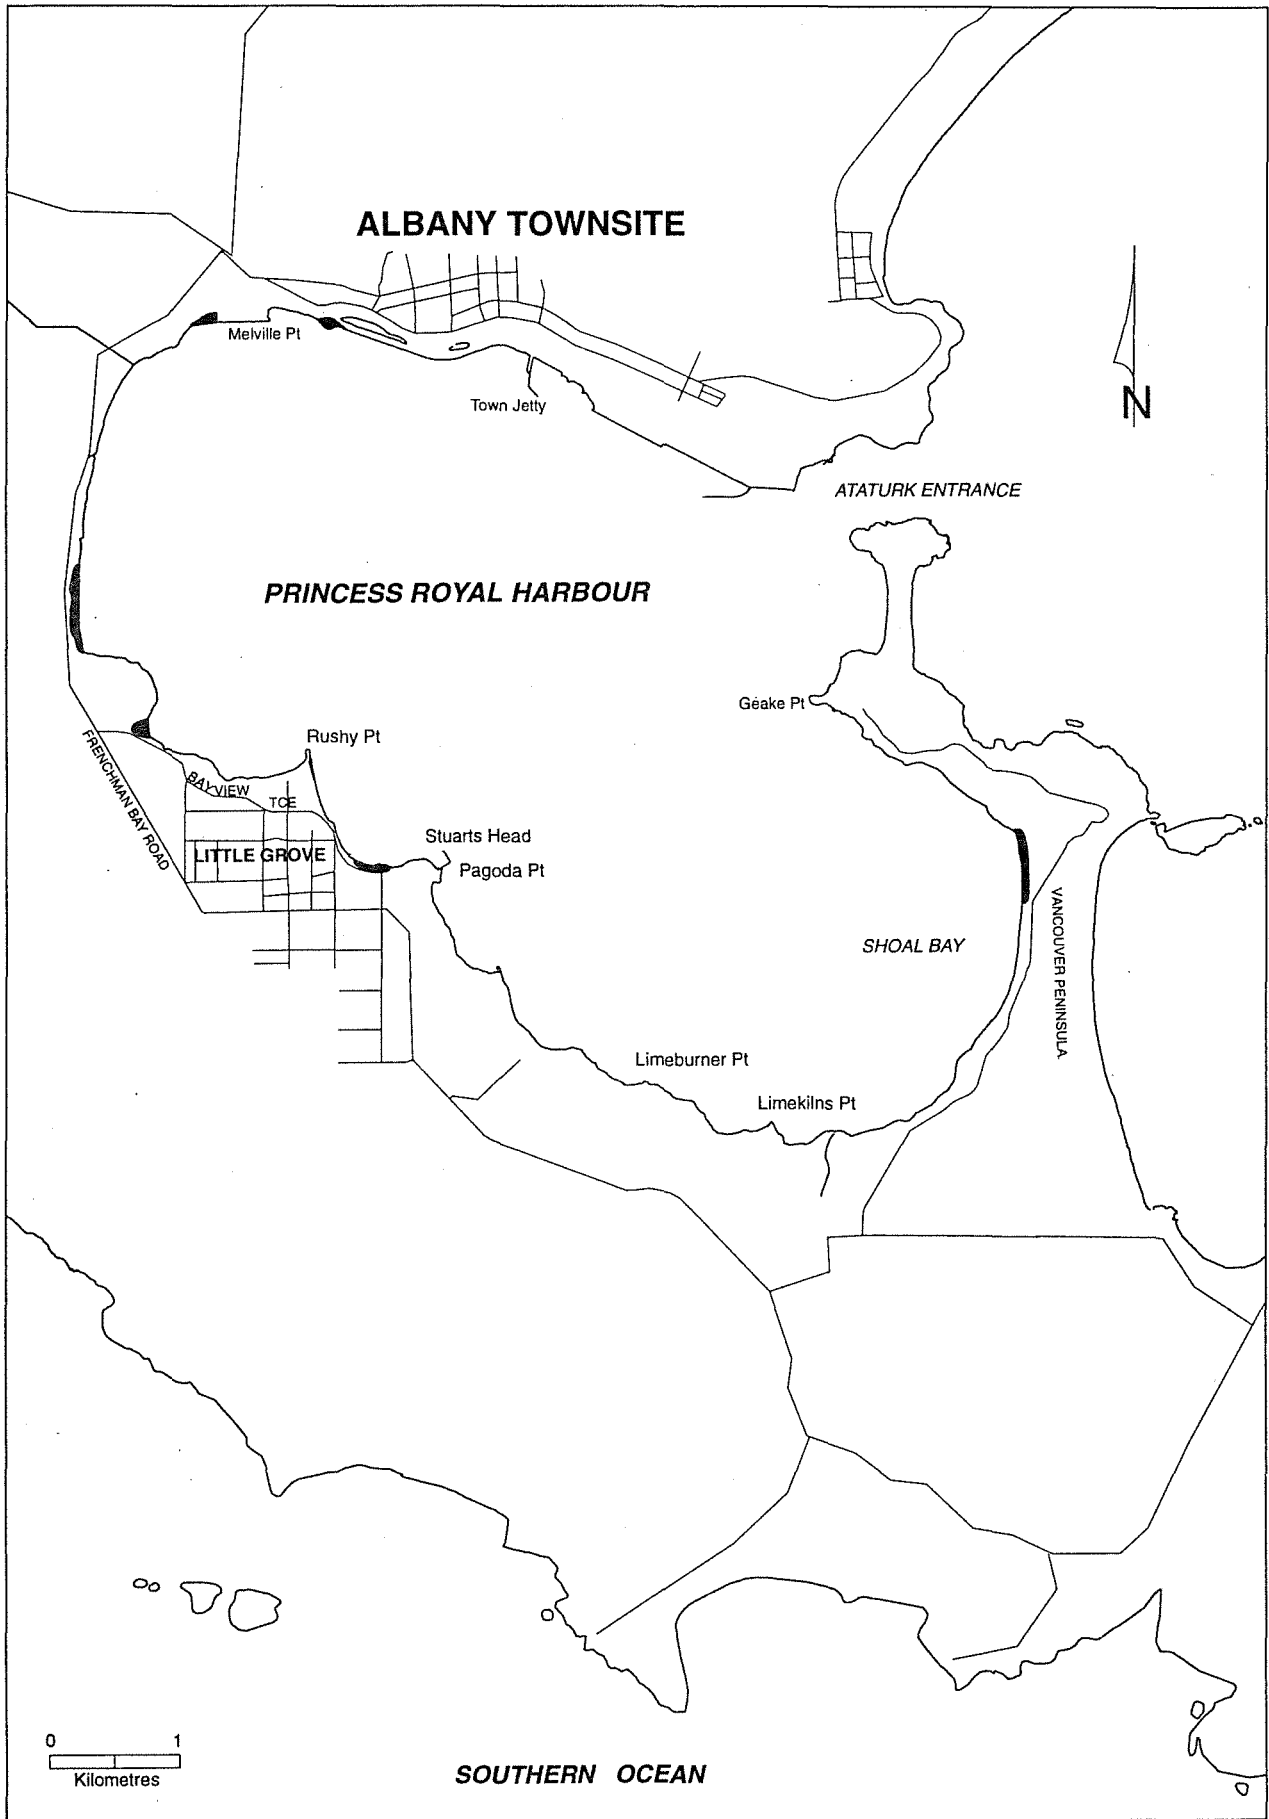 ALBANY TOWNSITE
Melville Pt
Town Jetty
N
ATATURK ENTRANCE
PRINCESS ROYAL HARBOUR
Geake Pt
Rushy Pt
FRENCHMAN BAY ROAD
BAYVIEW TCE
Stuarts Head
LITTLE GROVE
Pagoda Pt
VANCOUVER PENINSULA
SHOAL BAY
Limeburner Pt
Limekilns Pt
0 1
Kilometres
SOUTHERN OCEAN